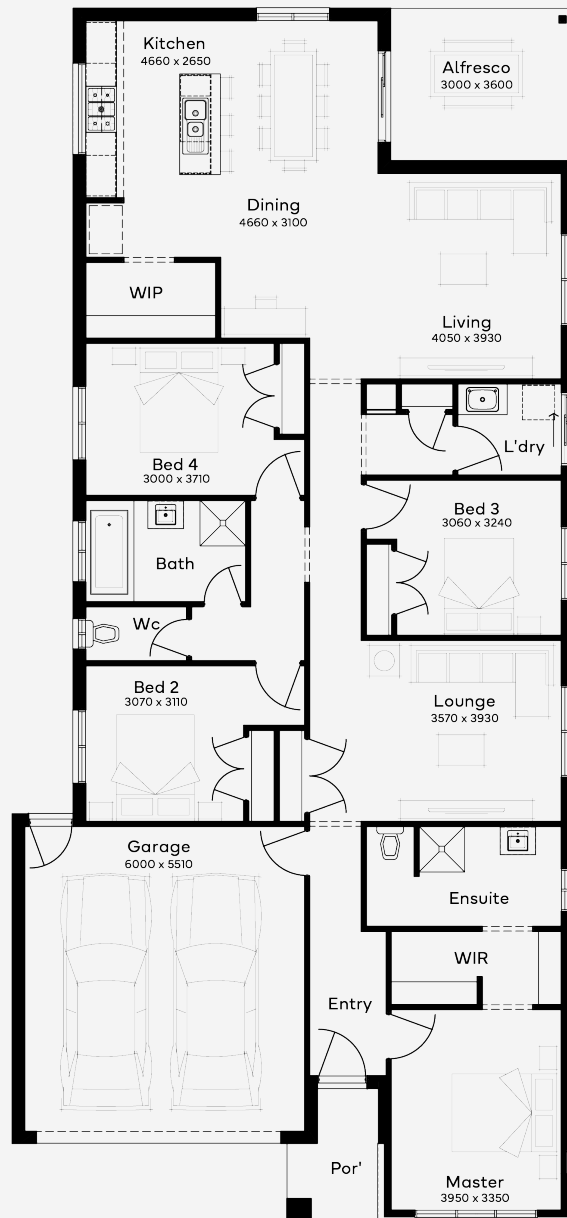 Kitchen
4660 x 2650
Alfresco
3000 x 3600
Dining
4660 x 3100
WIP
Living
4050 x 3930
L'dry
Bed 4
3000 x 3710
Bed 3
3060 x 3240
Bath
Wc
Bed 2
3070 x 3110
Lounge
3570 x 3930
Garage
6000 x 5510
Ensuite
WIR
Entry
Por'
Master
3950 x 3350